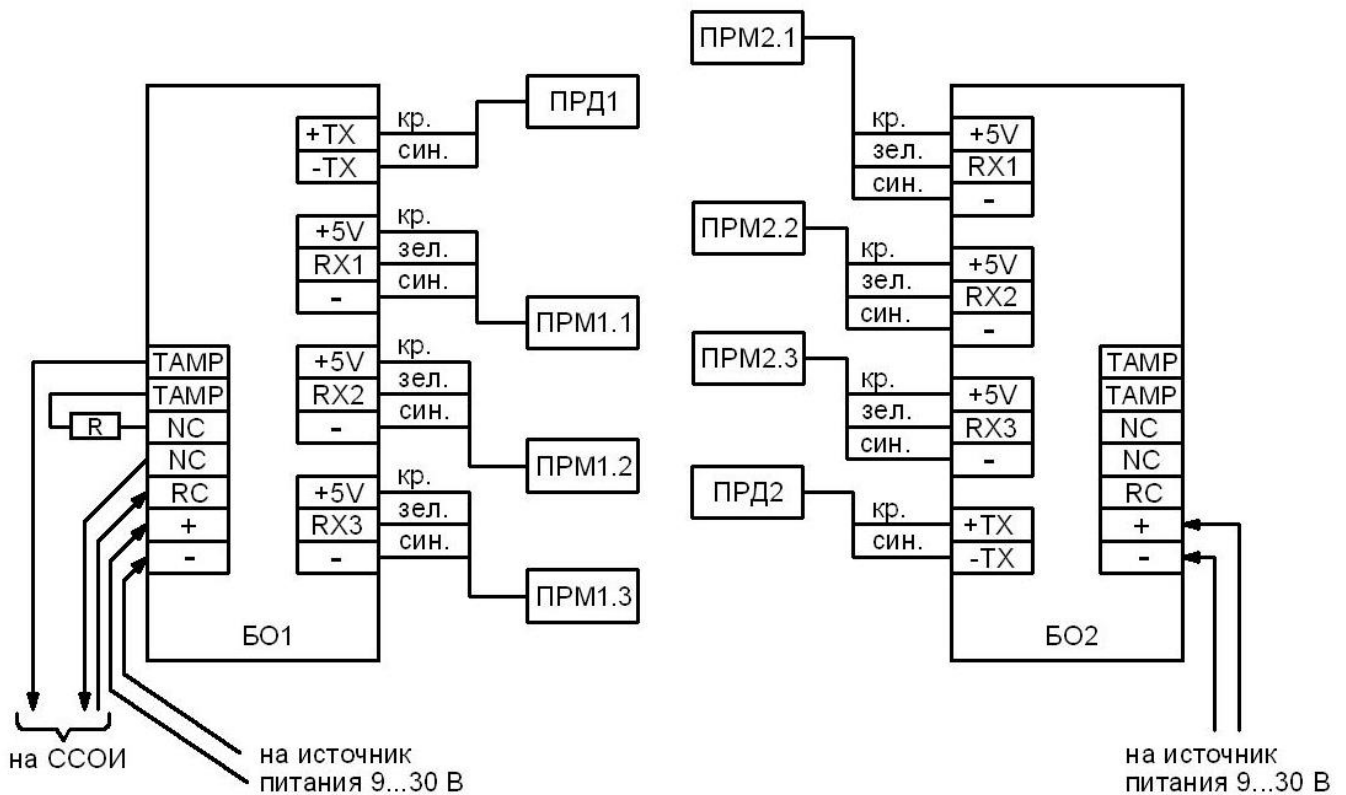 ПРД1
кр.
+TX
син.
-TX
кр.
+5V
зел.
RX1
син.
-
ПРМ1.1
кр.
TAMP
+5V
зел.
TAMP
RX2
син.
R
NC
-
NC
ПРМ1.2
кр.
RC
+5V
зел.
+
RX3
син.
-
-
ПРМ1.3
БО1
на ССОИ
на источник
питания 9...30 В
ПРМ2.1
кр.
+5V
зел.
RX1
син.
-
ПРМ2.2
кр.
+5V
зел.
RX2
син.
-
ПРМ2.3
TAMP
кр.
+5V
TAMP
зел.
RX3
NC
син.
-
NC
ПРД2
RC
кр.
+TX
+
син.
-TX
-
БО2
на источник
питания 9...30 В